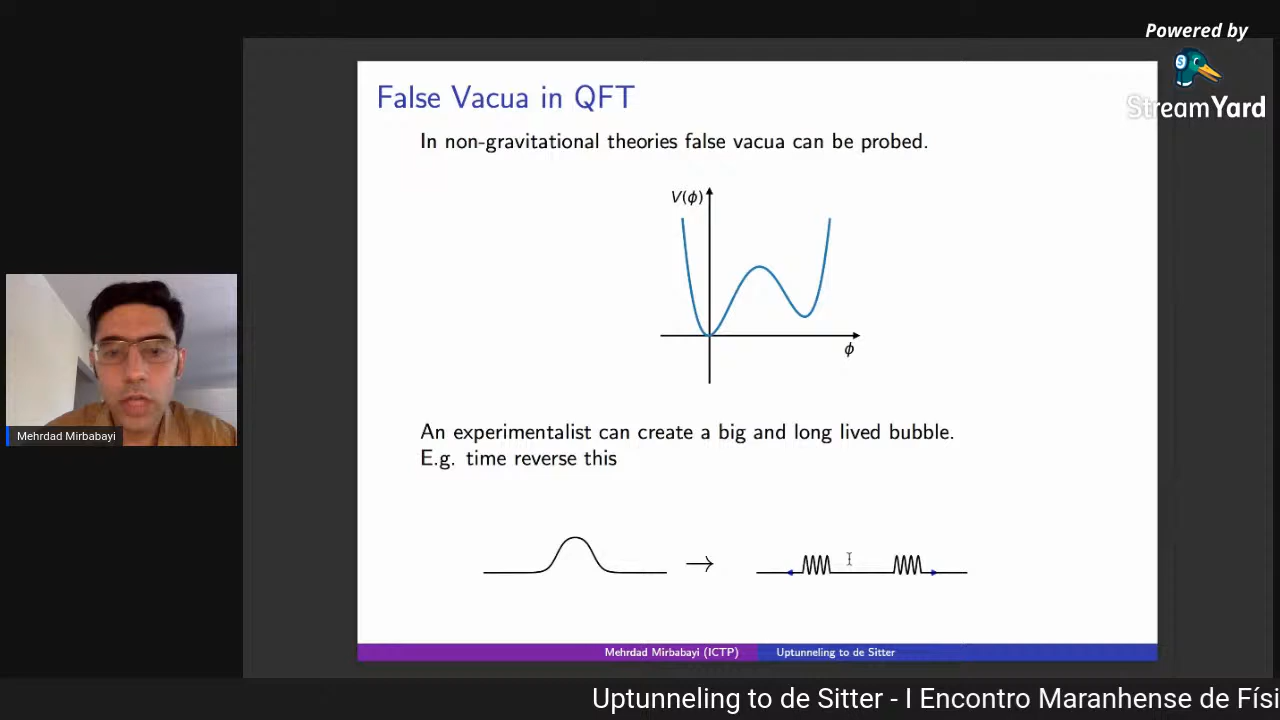 Powered by
StreamYard
False Vacua in QFT
In non-gravitational theories false vacua can be probed.
V(ϕ)
ϕ
An experimentalist can create a big and long lived bubble.
E.g. time reverse this
Mehrdad Mirbabayi
Mehrdad Mirbabayi (ICTP) Uptunneling to de Sitter
Uptunneling to de Sitter - I Encontro Maranhense de Físi